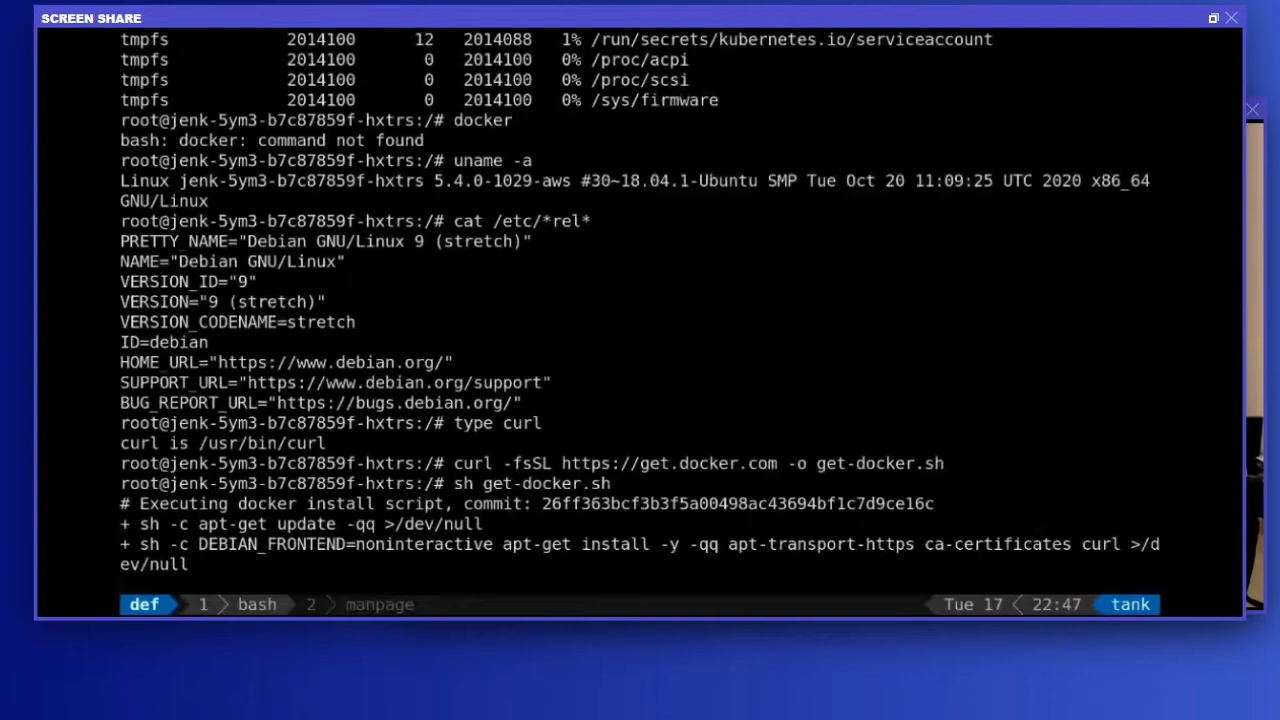 SCREEN SHARE
tmpfs 2014100 12 2014088 1% /run/secrets/kubernetes.io/serviceaccount
tmpfs 2014100 0 2014100 0% /proc/acpi
tmpfs 2014100 0 2014100 0% /proc/scsi
tmpfs 2014100 0 2014100 0% /sys/firmware
root@jenk-5ym3-b7c87859f-hxtrs:/# docker
bash: docker: command not found
root@jenk-5ym3-b7c87859f-hxtrs:/# uname -a
Linux jenk-5ym3-b7c87859f-hxtrs 5.4.0-1029-aws #30~18.04.1-Ubuntu SMP Tue Oct 20 11:09:25 UTC 2020 x86_64
GNU/Linux
root@jenk-5ym3-b7c87859f-hxtrs:/# cat /etc/*rel*
PRETTY_NAME="Debian GNU/Linux 9 (stretch)"
NAME="Debian GNU/Linux"
VERSION_ID="9"
VERSION="9 (stretch)"
VERSION_CODENAME=stretch
ID=debian
HOME_URL="https://www.debian.org/"
SUPPORT_URL="https://www.debian.org/support"
BUG_REPORT_URL="https://bugs.debian.org/"
root@jenk-5ym3-b7c87859f-hxtrs:/# type curl
curl is /usr/bin/curl
root@jenk-5ym3-b7c87859f-hxtrs:/# curl -fsSL https://get.docker.com -o get-docker.sh
root@jenk-5ym3-b7c87859f-hxtrs:/# sh get-docker.sh
# Executing docker install script, commit: 26ff363bcf3b3f5a00498ac43694bf1c7d9ce16c
+ sh -c apt-get update -qq >/dev/null
+ sh -c DEBIAN_FRONTEND=noninteractive apt-get install -y -qq apt-transport-https ca-certificates curl >/d
ev/null
def 1 bash 2 manpage Tue 17 22:47 tank